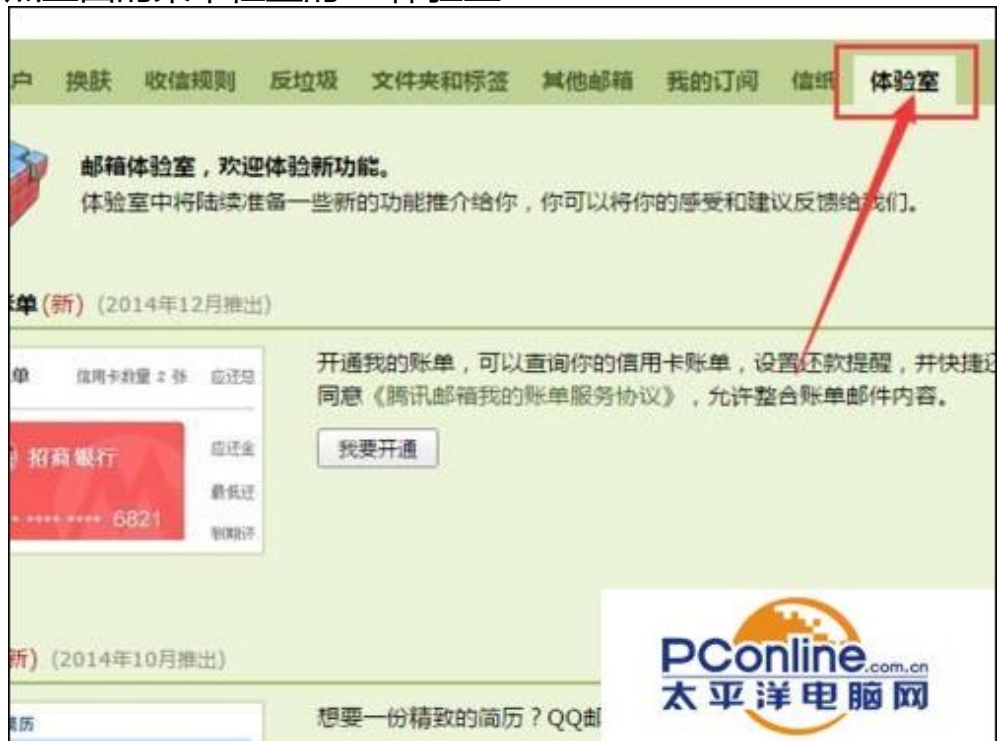 户 换肤 收信规则 反垃圾 文件夹和标签 其他邮箱 我的订阅 信纸 体验室
邮箱体验室，欢迎体验新功能。
体验室中将陆续准备一些新的功能推介给你，你可以将你的感受和建议反馈给我们。
账单(新) (2014年12月推出)
单 信用卡数量 2 张 应还总
开通我的账单，可以查询你的信用卡账单，设置还款提醒，并快捷还
同意《腾讯邮箱我的账单服务协议》，允许整合账单邮件内容。
招商银行 应还金
我要开通
最低还
•••• •••• 6821
到期还
新) (2014年10月推出)
PConline.com.cn
太平洋电脑网
简历
想要一份精致的简历？QQ邮